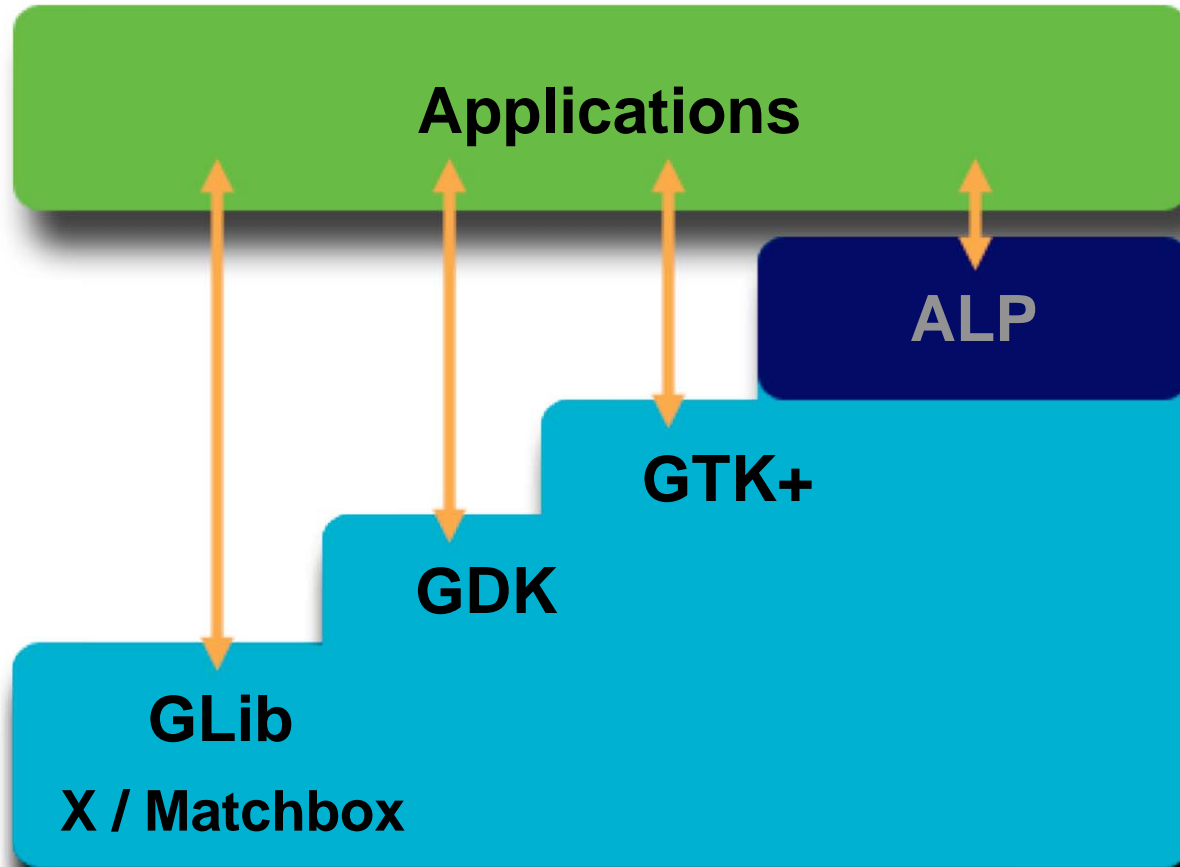 Applications
ALP
GTK+
GDK
GLib
X / Matchbox